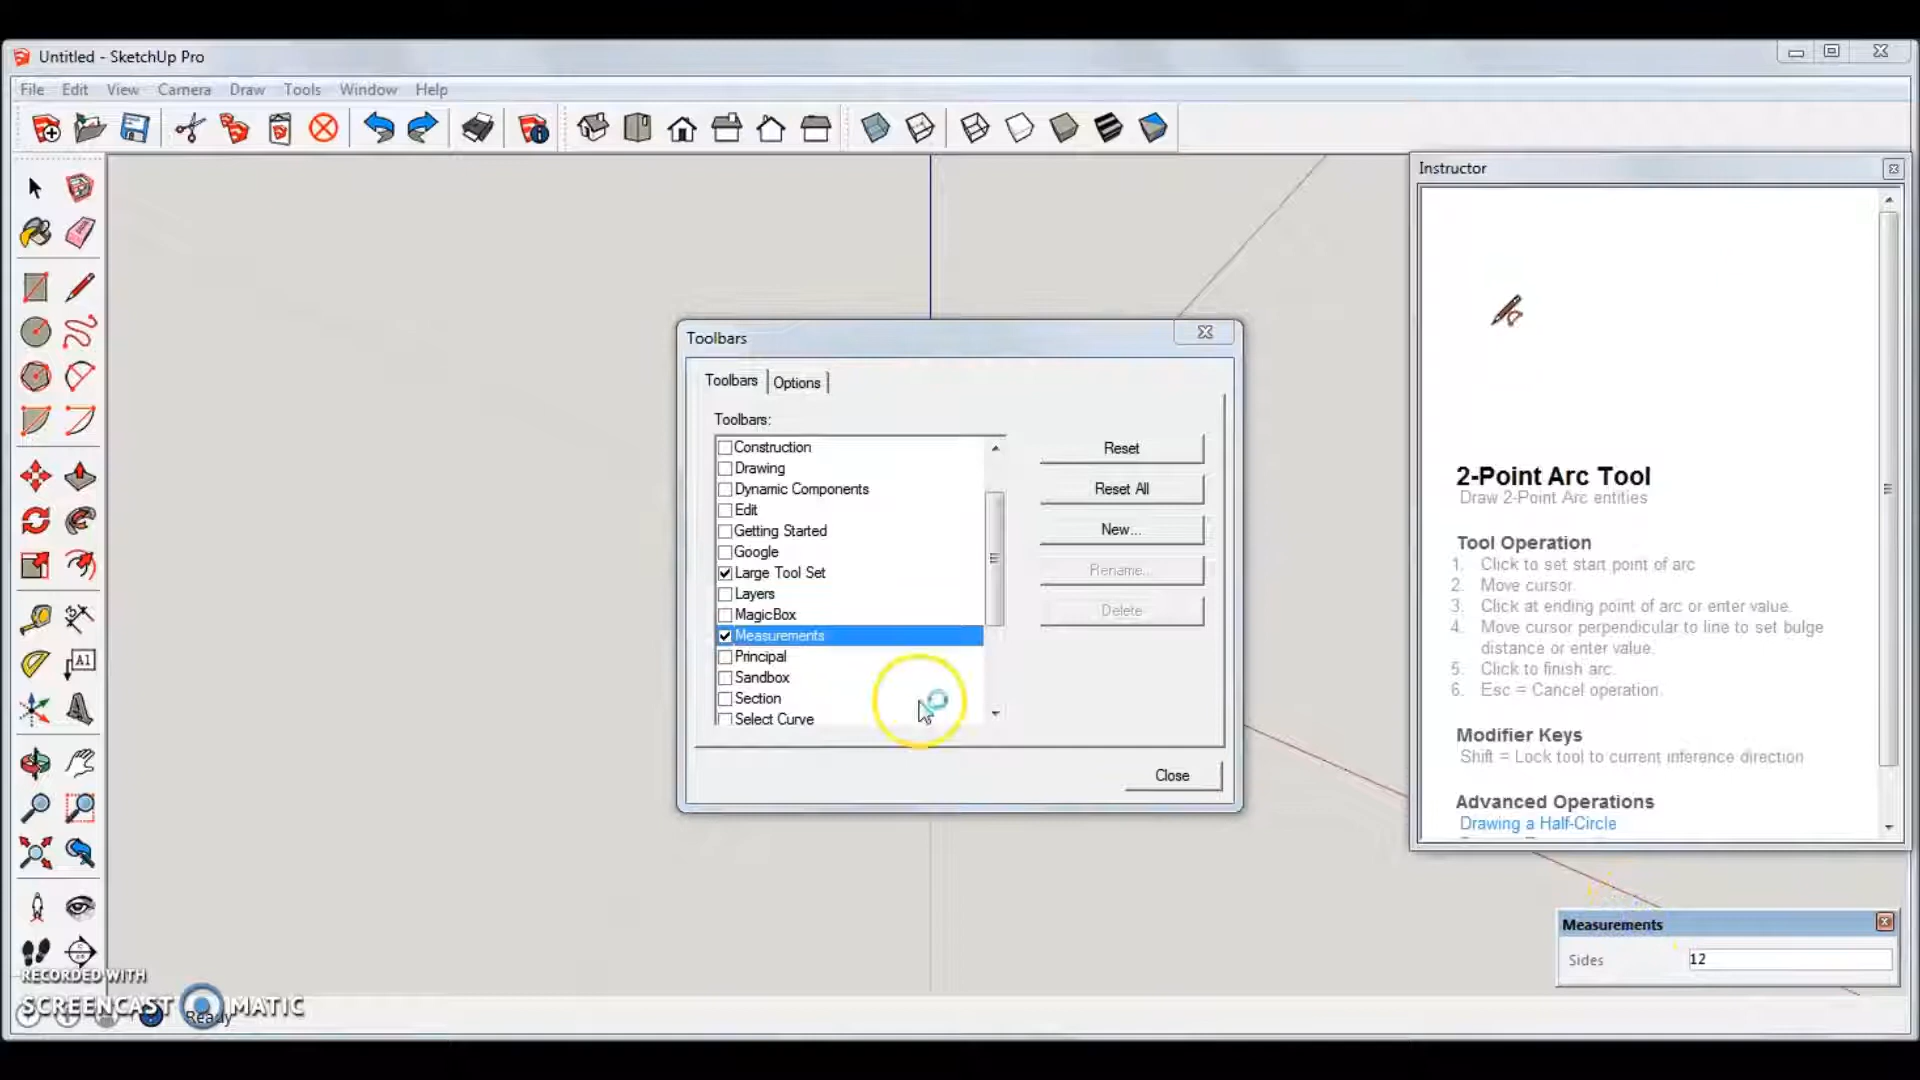 Untitled - SketchUp Pro
File Edit View Camera Draw Tools Window Help
Instructor
2-Point Arc Tool
Draw 2-Point Arc entities
Tool Operation
1. Click to set start point of arc
2. Move cursor.
3. Click at ending point of arc or enter value.
4. Move cursor perpendicular to line to set bulge
distance or enter value.
5. Click to finish arc.
6. Esc = Cancel operation.
Modifier Keys
Shift = Lock tool to current inference direction
Advanced Operations
Drawing a Half-Circle
Toolbars
Toolbars Options
Toolbars:
Construction
Drawing
Dynamic Components
Edit
Getting Started
Google
Large Tool Set
Layers
MagicBox
Measurements
Principal
Sandbox
Section
Select Curve
Reset
Reset All
New...
Rename...
Delete
Close
A1
Measurements
Sides 12
RECORDED WITH
SCREENCAST MATIC
Ready